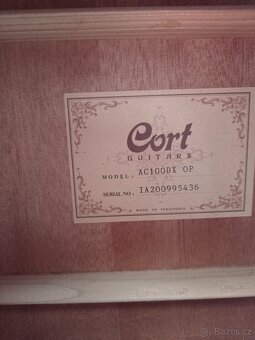 Cort
GUITARS
MODEL: AC100DX OP
SERIAL NO: IA200995436
MADE IN INDONESIA
Bazos.cz